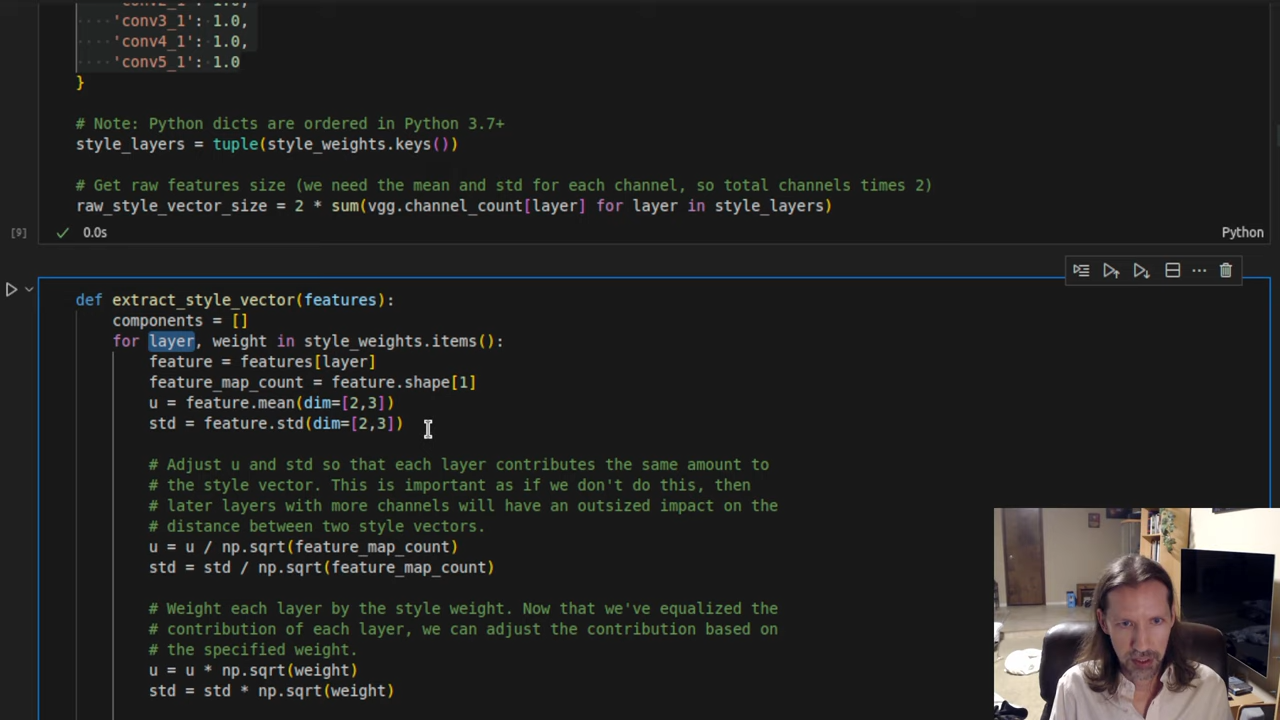 'conv2_1': 1.0,
'conv3_1': 1.0,
'conv4_1': 1.0,
'conv5_1': 1.0
}
# Note: Python dicts are ordered in Python 3.7+
style_layers = tuple(style_weights.keys())
# Get raw features size (we need the mean and std for each channel, so total channels times 2)
raw_style_vector_size = 2 * sum(vgg.channel_count[layer] for layer in style_layers)
[9] 0.0s Python
def extract_style_vector(features):
components = []
for layer, weight in style_weights.items():
feature = features[layer]
feature_map_count = feature.shape[1]
u = feature.mean(dim=[2,3])
std = feature.std(dim=[2,3])
# Adjust u and std so that each layer contributes the same amount to
# the style vector. This is important as if we don't do this, then
# later layers with more channels will have an outsized impact on the
# distance between two style vectors.
u = u / np.sqrt(feature_map_count)
std = std / np.sqrt(feature_map_count)
# Weight each layer by the style weight. Now that we've equalized the
# contribution of each layer, we can adjust the contribution based on
# the specified weight.
u = u * np.sqrt(weight)
std = std * np.sqrt(weight)